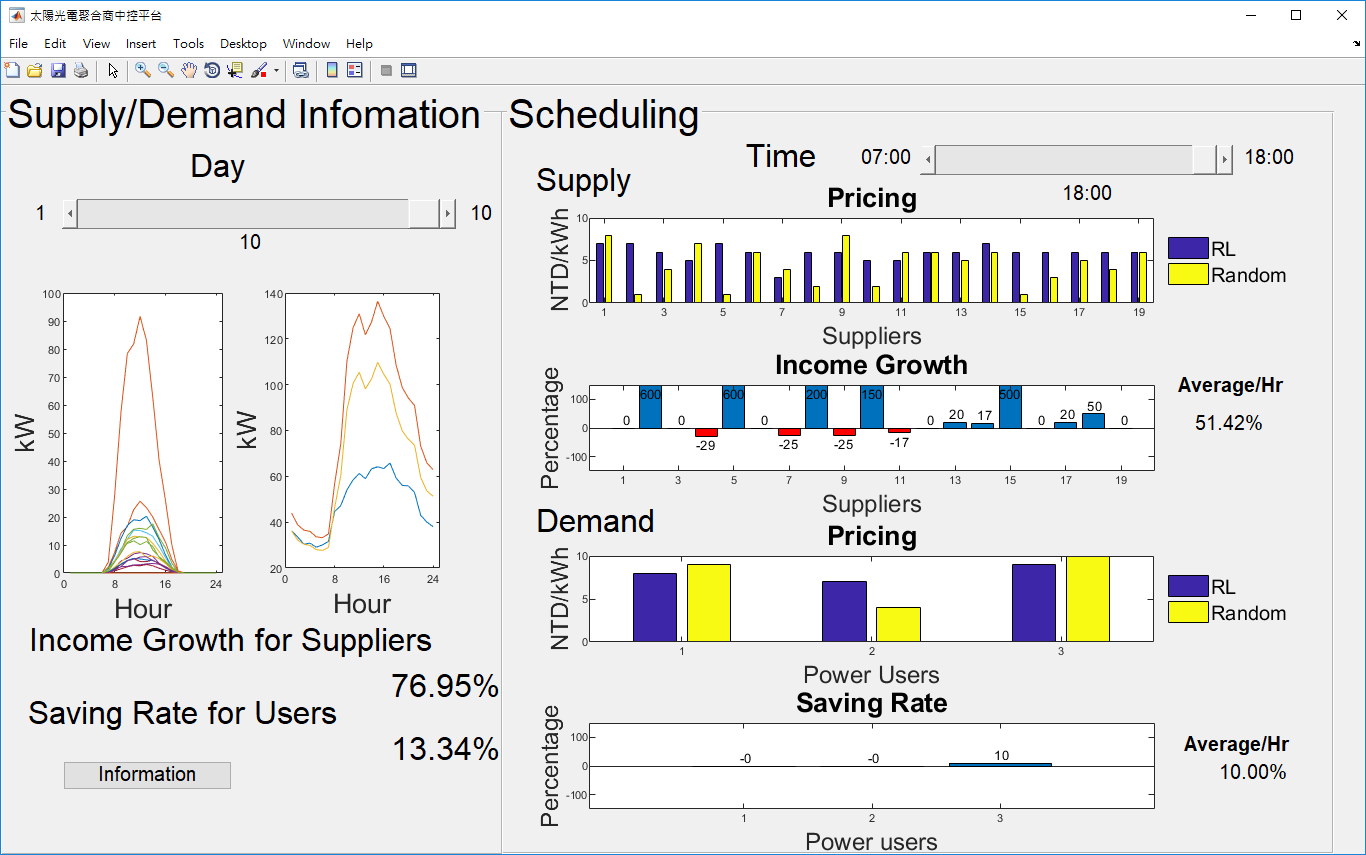 太陽光電聚合商中控平台
File Edit View Insert Tools Desktop Window Help
Supply/Demand Infomation
Day
1 10
10
kW
100
90
80
70
60
50
40
30
20
10
0
0 8 16 24
Hour
kW
140
120
100
80
60
40
20
0 8 16 24
Hour
Income Growth for Suppliers
76.95%
Saving Rate for Users
13.34%
Information
Scheduling
Time 07:00 18:00
18:00
Supply
Pricing
NTD/kWh
10
5
0
1 3 5 7 9 11 13 15 17 19
Suppliers
RL
Random
Income Growth
Percentage
100
0
-100
0 600 0 -29 600 0 -25 200 -25 150 -17 0 20 17 500 0 20 50 0
1 3 5 7 9 11 13 15 17 19
Suppliers
Average/Hr
51.42%
Demand
Pricing
NTD/kWh
10
5
0
1 2 3
Power Users
RL
Random
Saving Rate
Percentage
100
0
-100
-0 -0 10
1 2 3
Power users
Average/Hr
10.00%